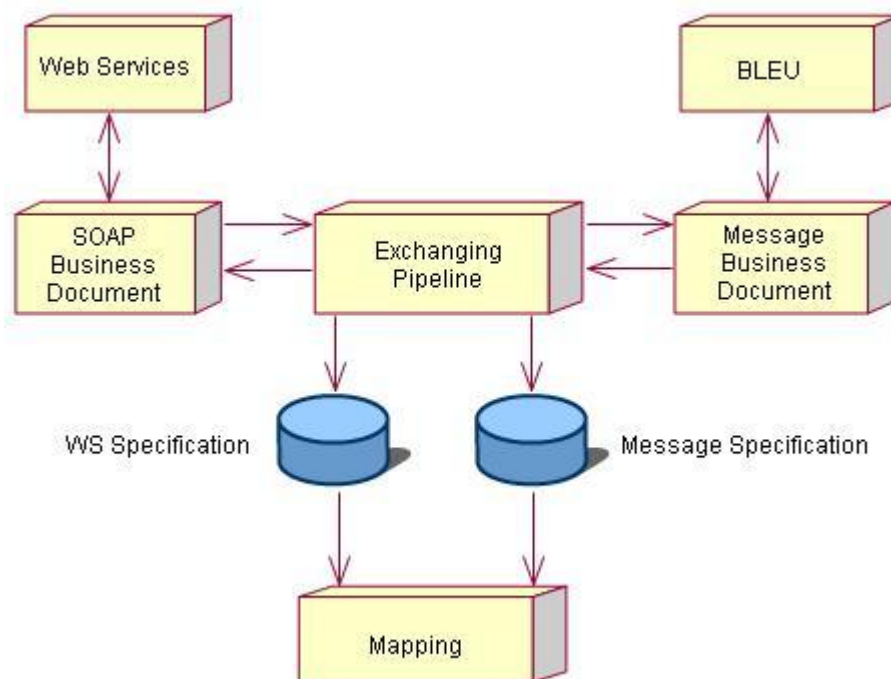 Web Services
BLEU
SOAP
Business
Document
Exchanging
Pipeline
Message
Business
Document
WS Specification
Message Specification
Mapping